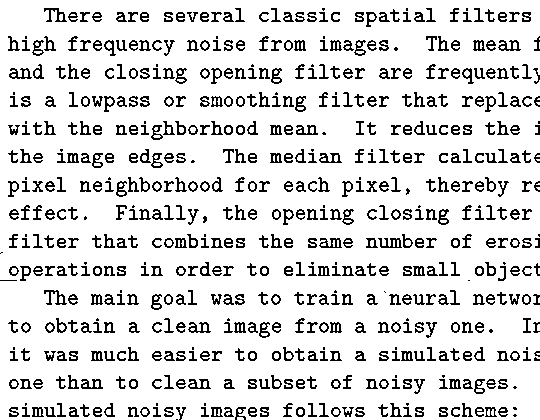 There are several classic spatial filters
high frequency noise from images. The mean f
and the closing opening filter are frequently
is a lowpass or smoothing filter that replace
with the neighborhood mean. It reduces the i
the image edges. The median filter calculate
pixel neighborhood for each pixel, thereby re
effect. Finally, the opening closing filter
filter that combines the same number of erosi
operations in order to eliminate small object
The main goal was to train a neural networ
to obtain a clean image from a noisy one. In
it was much easier to obtain a simulated nois
one than to clean a subset of noisy images.
simulated noisy images follows this scheme: